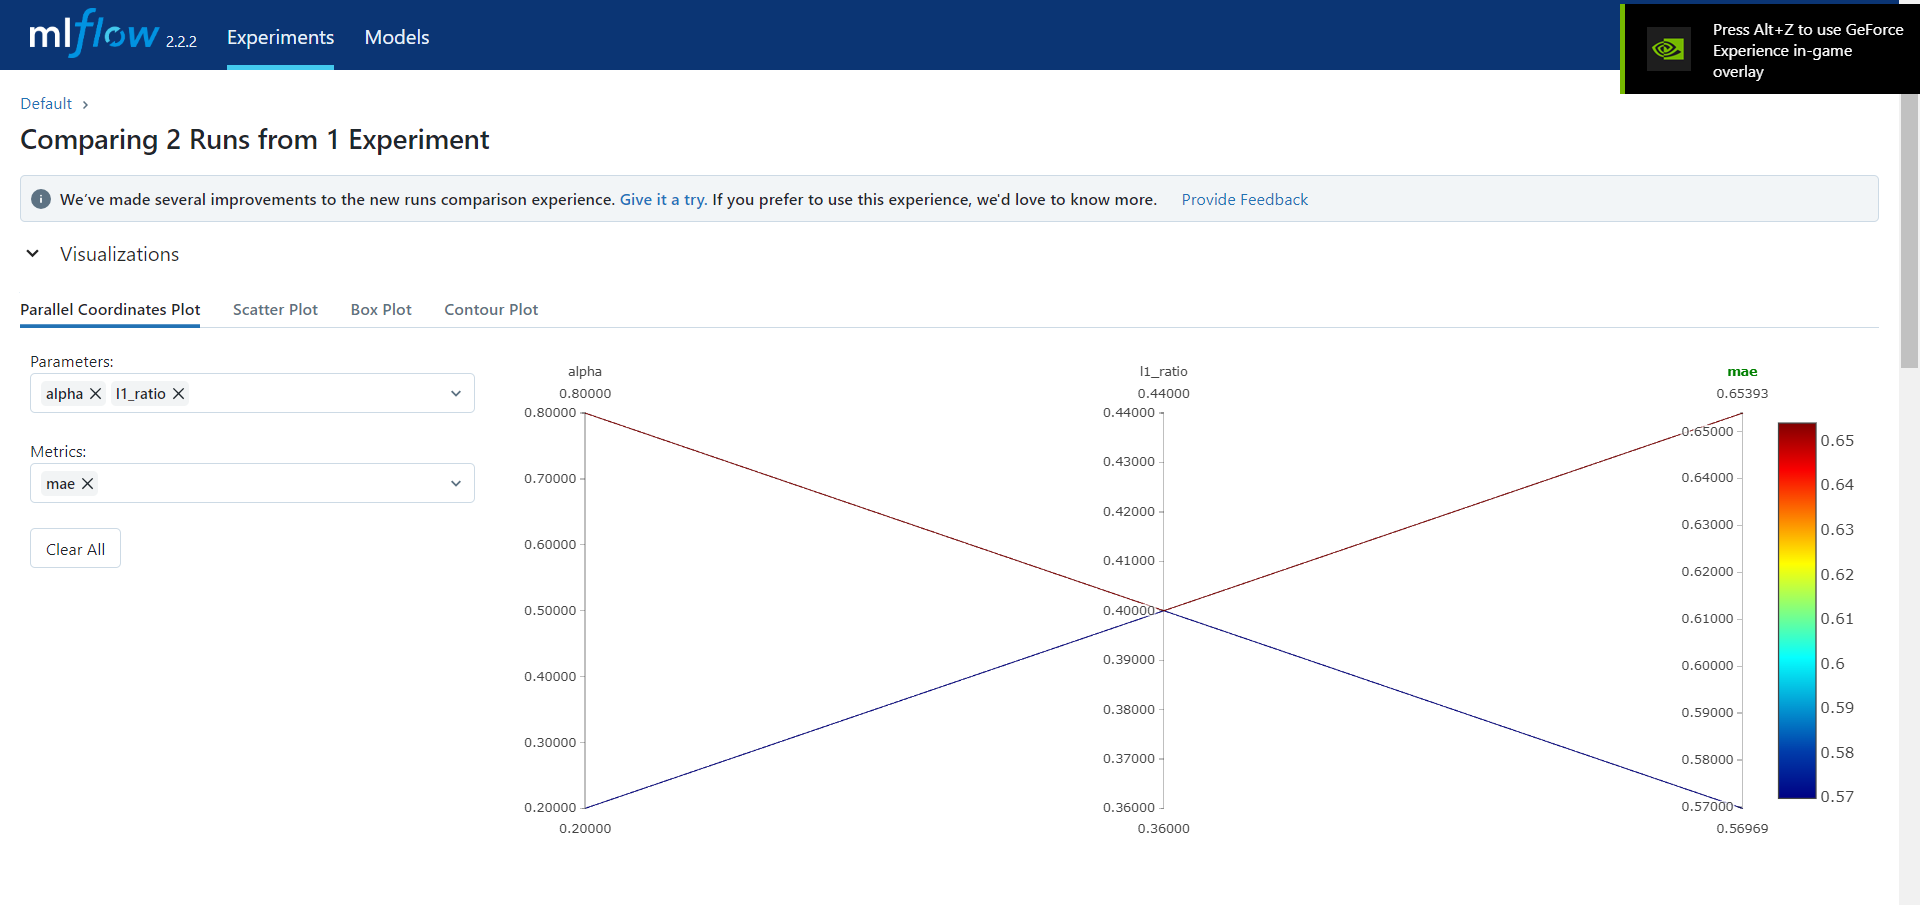 mlflow 2.2.2 Experiments Models
Press Alt+Z to use GeForce
Experience in-game
overlay
Default ›
Comparing 2 Runs from 1 Experiment
We've made several improvements to the new runs comparison experience. Give it a try. If you prefer to use this experience, we'd love to know more. Provide Feedback
Visualizations
Parallel Coordinates Plot Scatter Plot Box Plot Contour Plot
Parameters:
alpha l1_ratio
Metrics:
mae
Clear All
alpha
0.80000
0.80000
0.70000
0.60000
0.50000
0.40000
0.30000
0.20000
0.20000
l1_ratio
0.44000
0.44000
0.43000
0.42000
0.41000
0.40000
0.39000
0.38000
0.37000
0.36000
0.36000
mae
0.65393
0.65000
0.64000
0.63000
0.62000
0.61000
0.60000
0.59000
0.58000
0.57000
0.56969
0.65
0.64
0.63
0.62
0.61
0.6
0.59
0.58
0.57